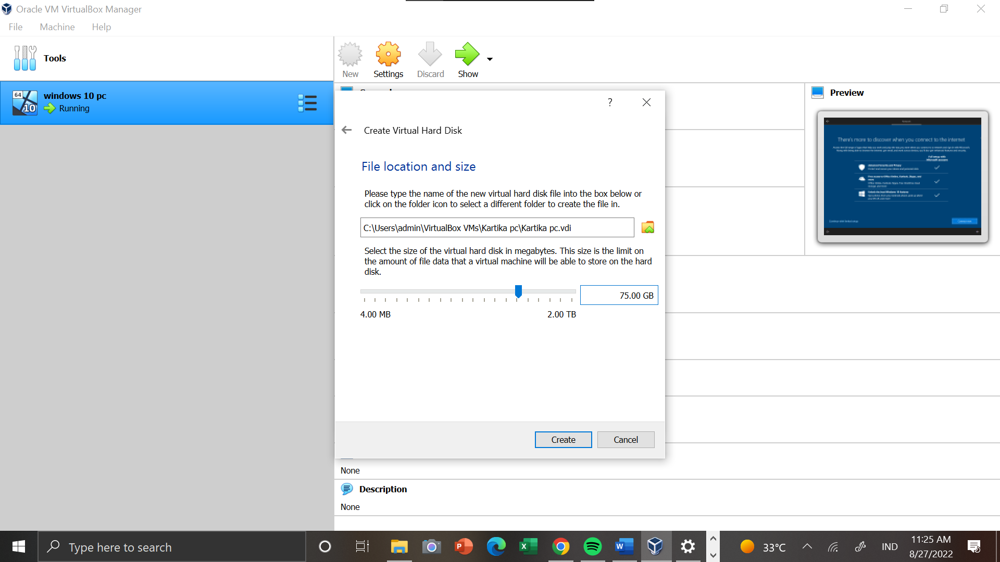 Oracle VM VirtualBox Manager
File Machine Help
Tools
New Settings Discard Show
windows 10 pc
64
10
Running
Preview
There's more to discover when you connect to the internet
?
Create Virtual Hard Disk
File location and size
Please type the name of the new virtual hard disk file into the box below or
click on the folder icon to select a different folder to create the file in.
C:\Users\admin\VirtualBox VMs\Kartika pc\Kartika pc.vdi
Select the size of the virtual hard disk in megabytes. This size is the limit on
the amount of file data that a virtual machine will be able to store on the hard
disk.
75.00 GB
4.00 MB 2.00 TB
Create Cancel
None
Description
None
Type here to search
33°C
IND
11:25 AM
8/27/2022